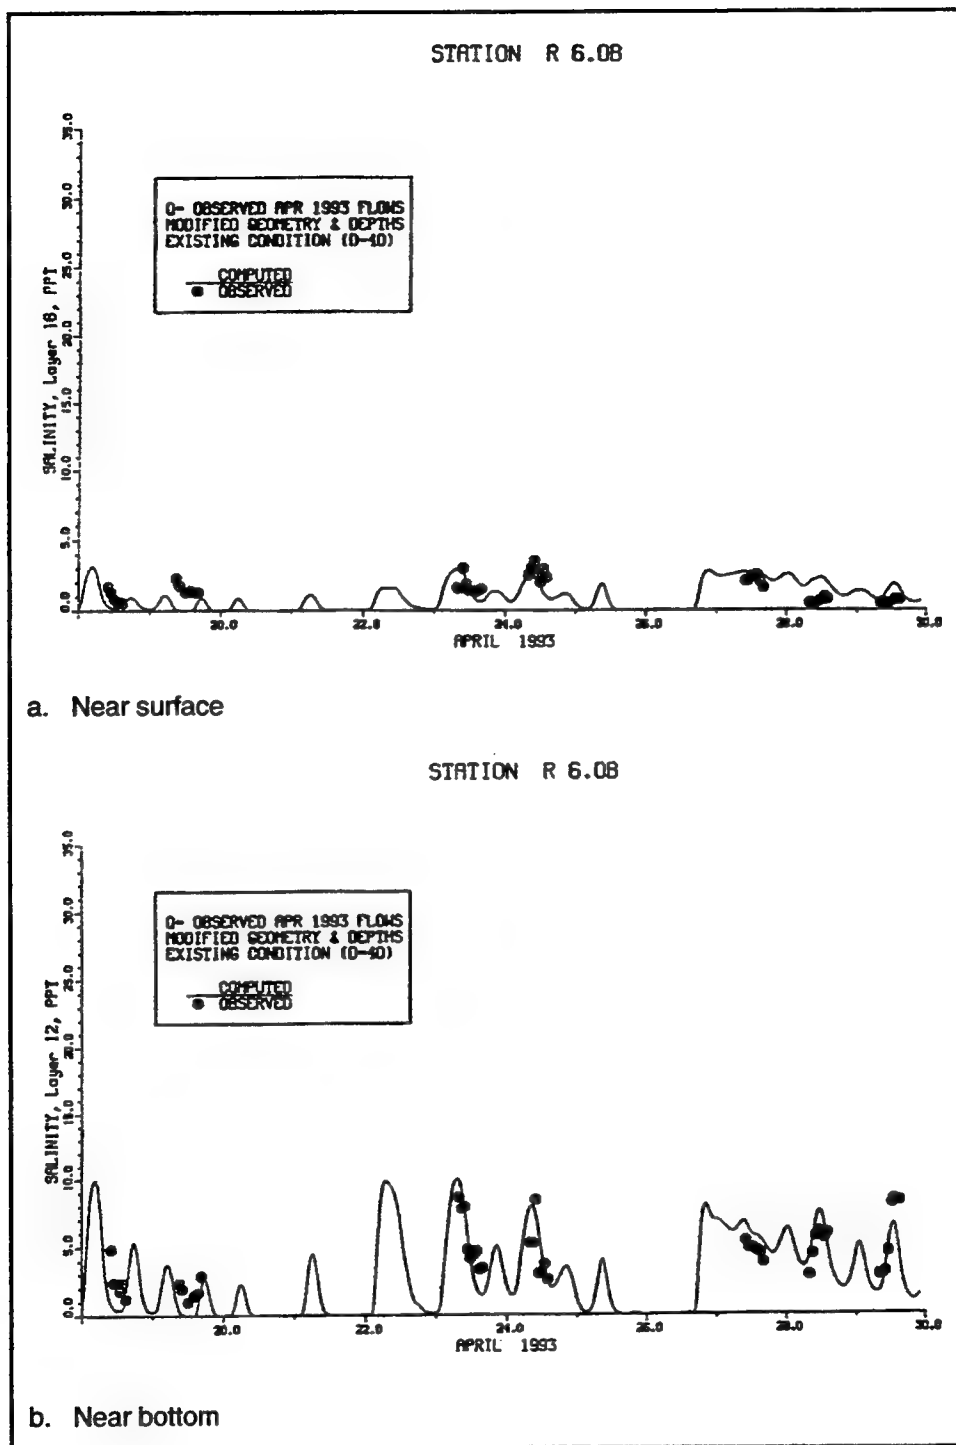 STATION R 6.0B
35.0
30.0
25.0
20.0
15.0
10.0
5.0
0.0
SALINITY, Layer 16, PPT
Q- OBSERVED APR 1993 FLOWS
MODIFIED GEOMETRY & DEPTHS
EXISTING CONDITION (D-40)
COMPUTED
OBSERVED
20.0
22.0
24.0
26.0
28.0
30.0
APRIL 1993
a. Near surface
STATION R 6.0B
35.0
30.0
25.0
20.0
15.0
10.0
5.0
0.0
SALINITY, Layer 12, PPT
Q- OBSERVED APR 1993 FLOWS
MODIFIED GEOMETRY & DEPTHS
EXISTING CONDITION (D-40)
COMPUTED
OBSERVED
20.0
22.0
24.0
26.0
28.0
30.0
APRIL 1993
b. Near bottom